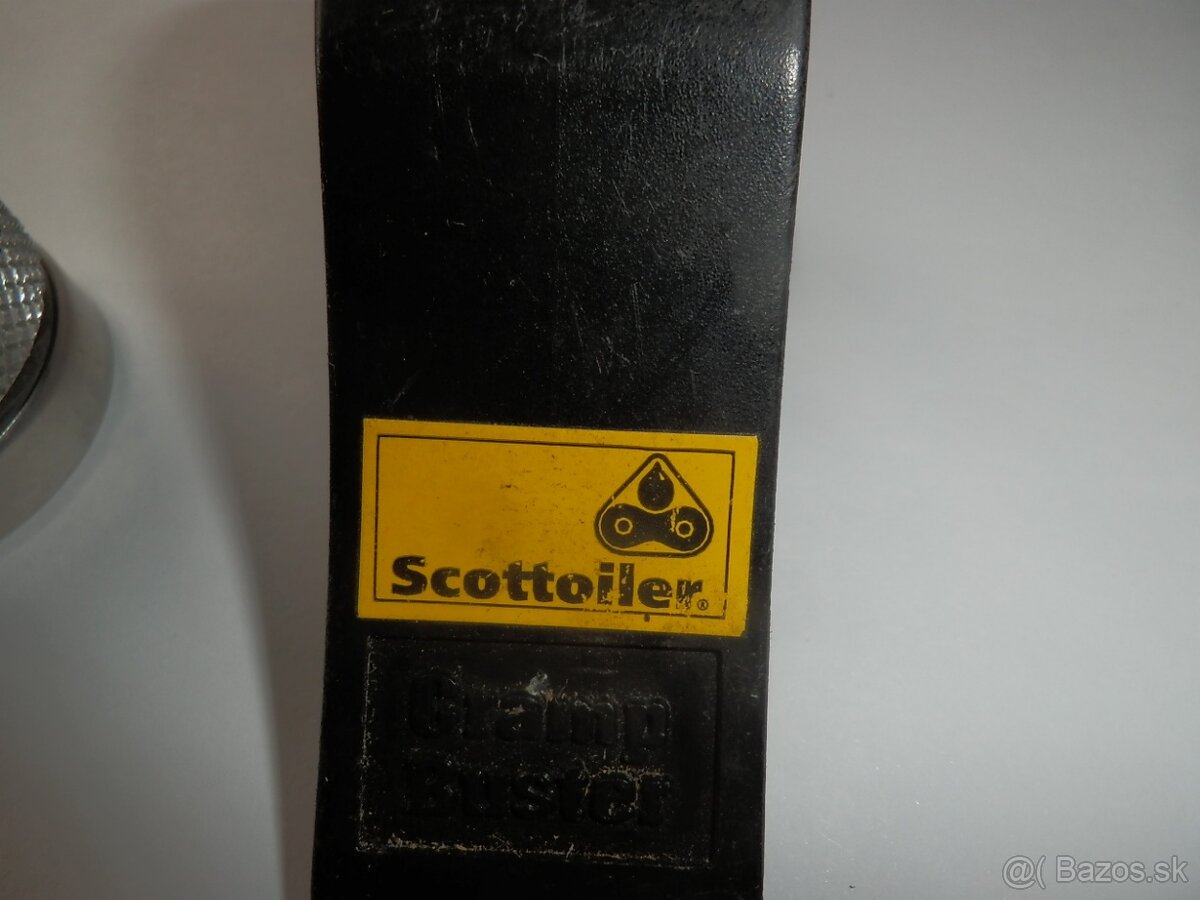 Scottoiler®
Cramp
Buster
@( Bazos.sk